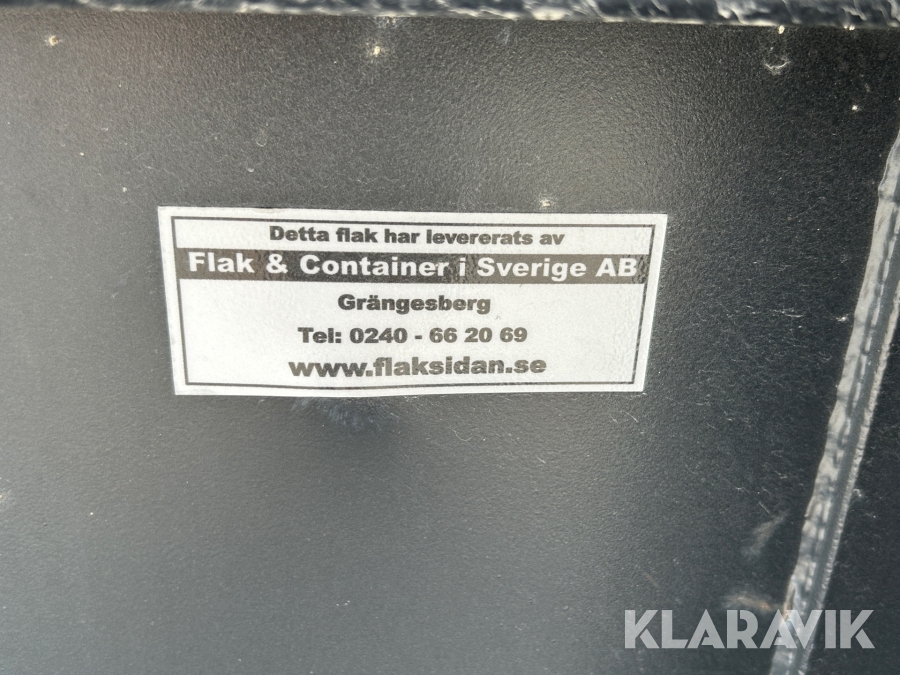 Detta flak har levererats av
Flak & Container i Sverige AB
Grängesberg
Tel: 0240 - 66 20 69
www.flaksidan.se
KLARAVIK